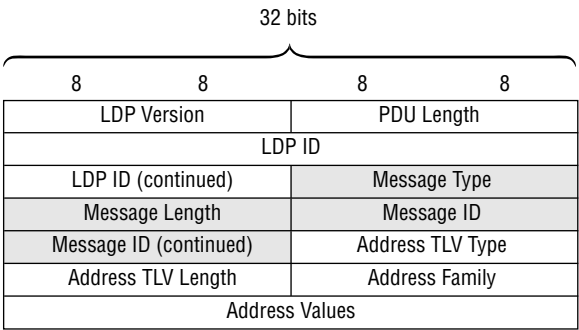 32 bits
8 8 8 8
LDP Version PDU Length
LDP ID
LDP ID (continued) Message Type
Message Length Message ID
Message ID (continued) Address TLV Type
Address TLV Length Address Family
Address Values